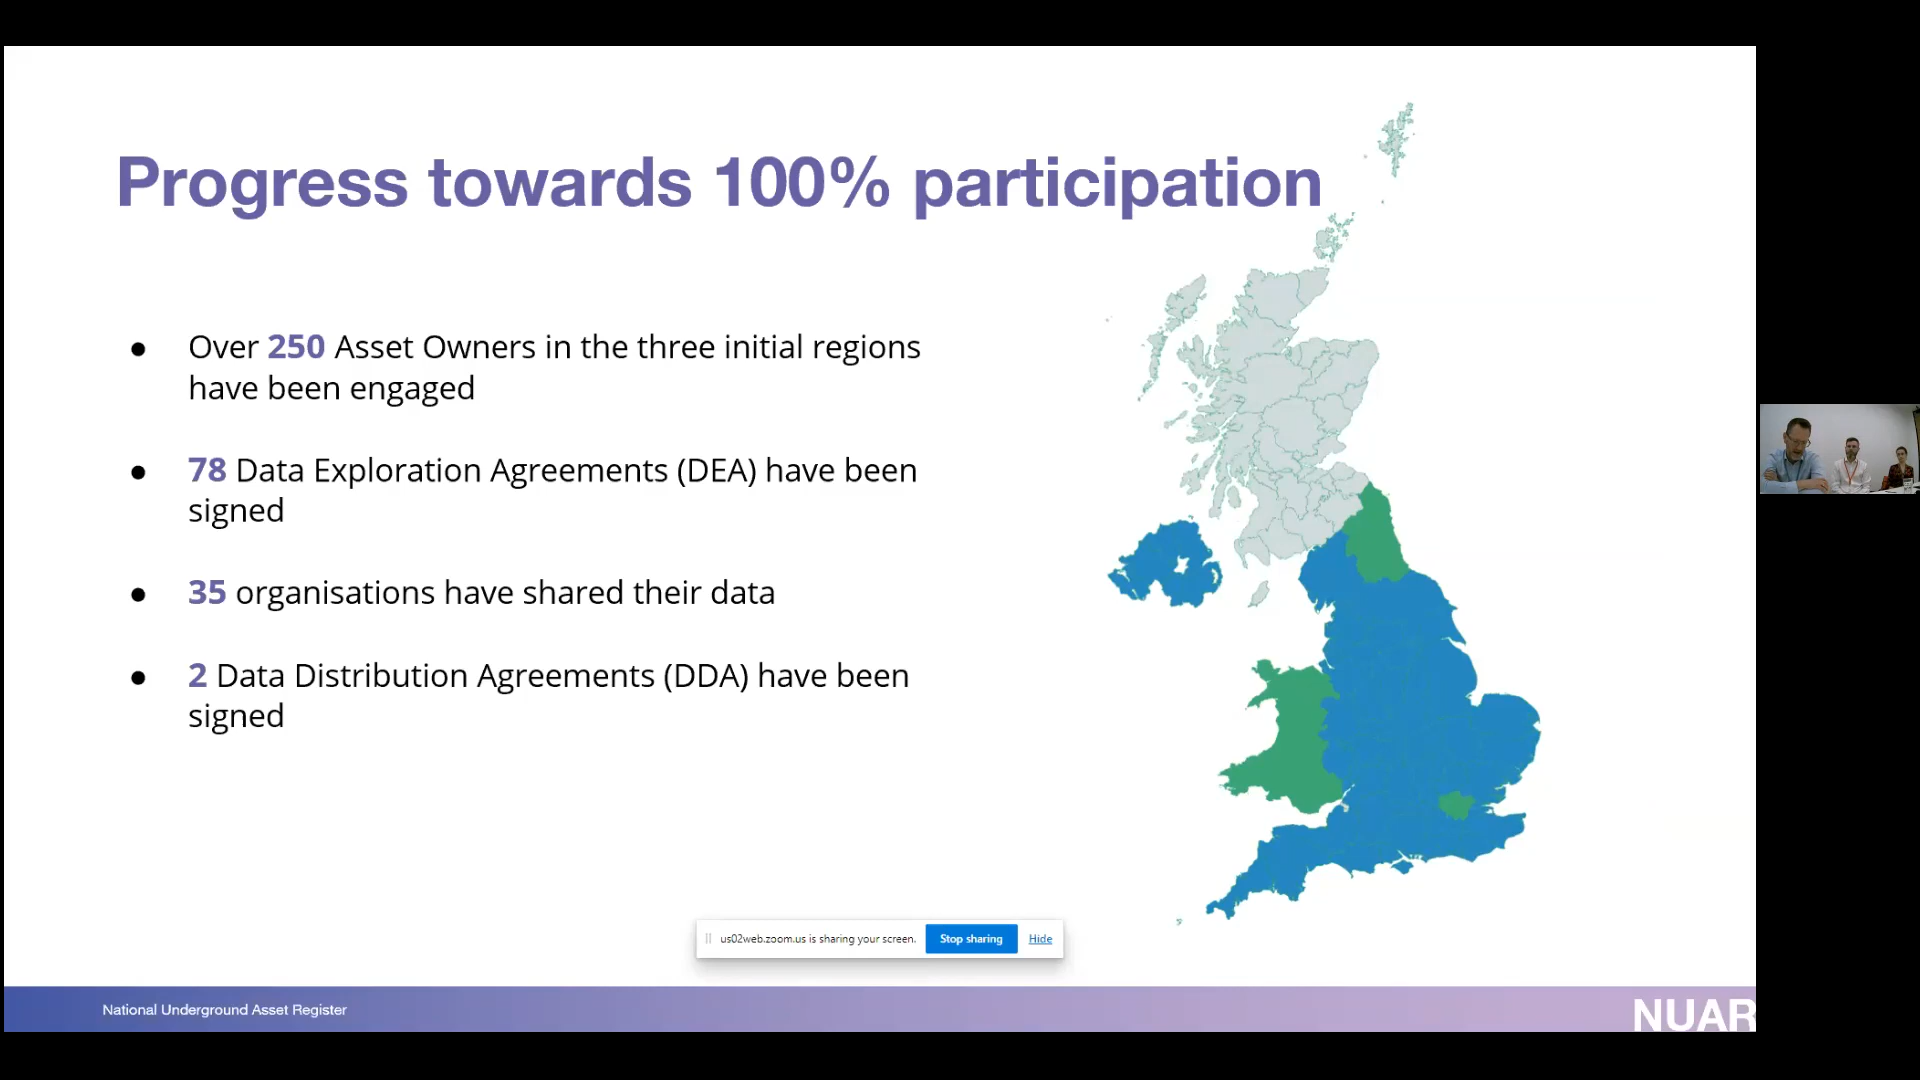 Progress towards 100% participation
● Over 250 Asset Owners in the three initial regions
have been engaged
● 78 Data Exploration Agreements (DEA) have been
signed
● 35 organisations have shared their data
● 2 Data Distribution Agreements (DDA) have been
signed
us02web.zoom.us is sharing your screen. Stop sharing Hide
National Underground Asset Register
NUAR